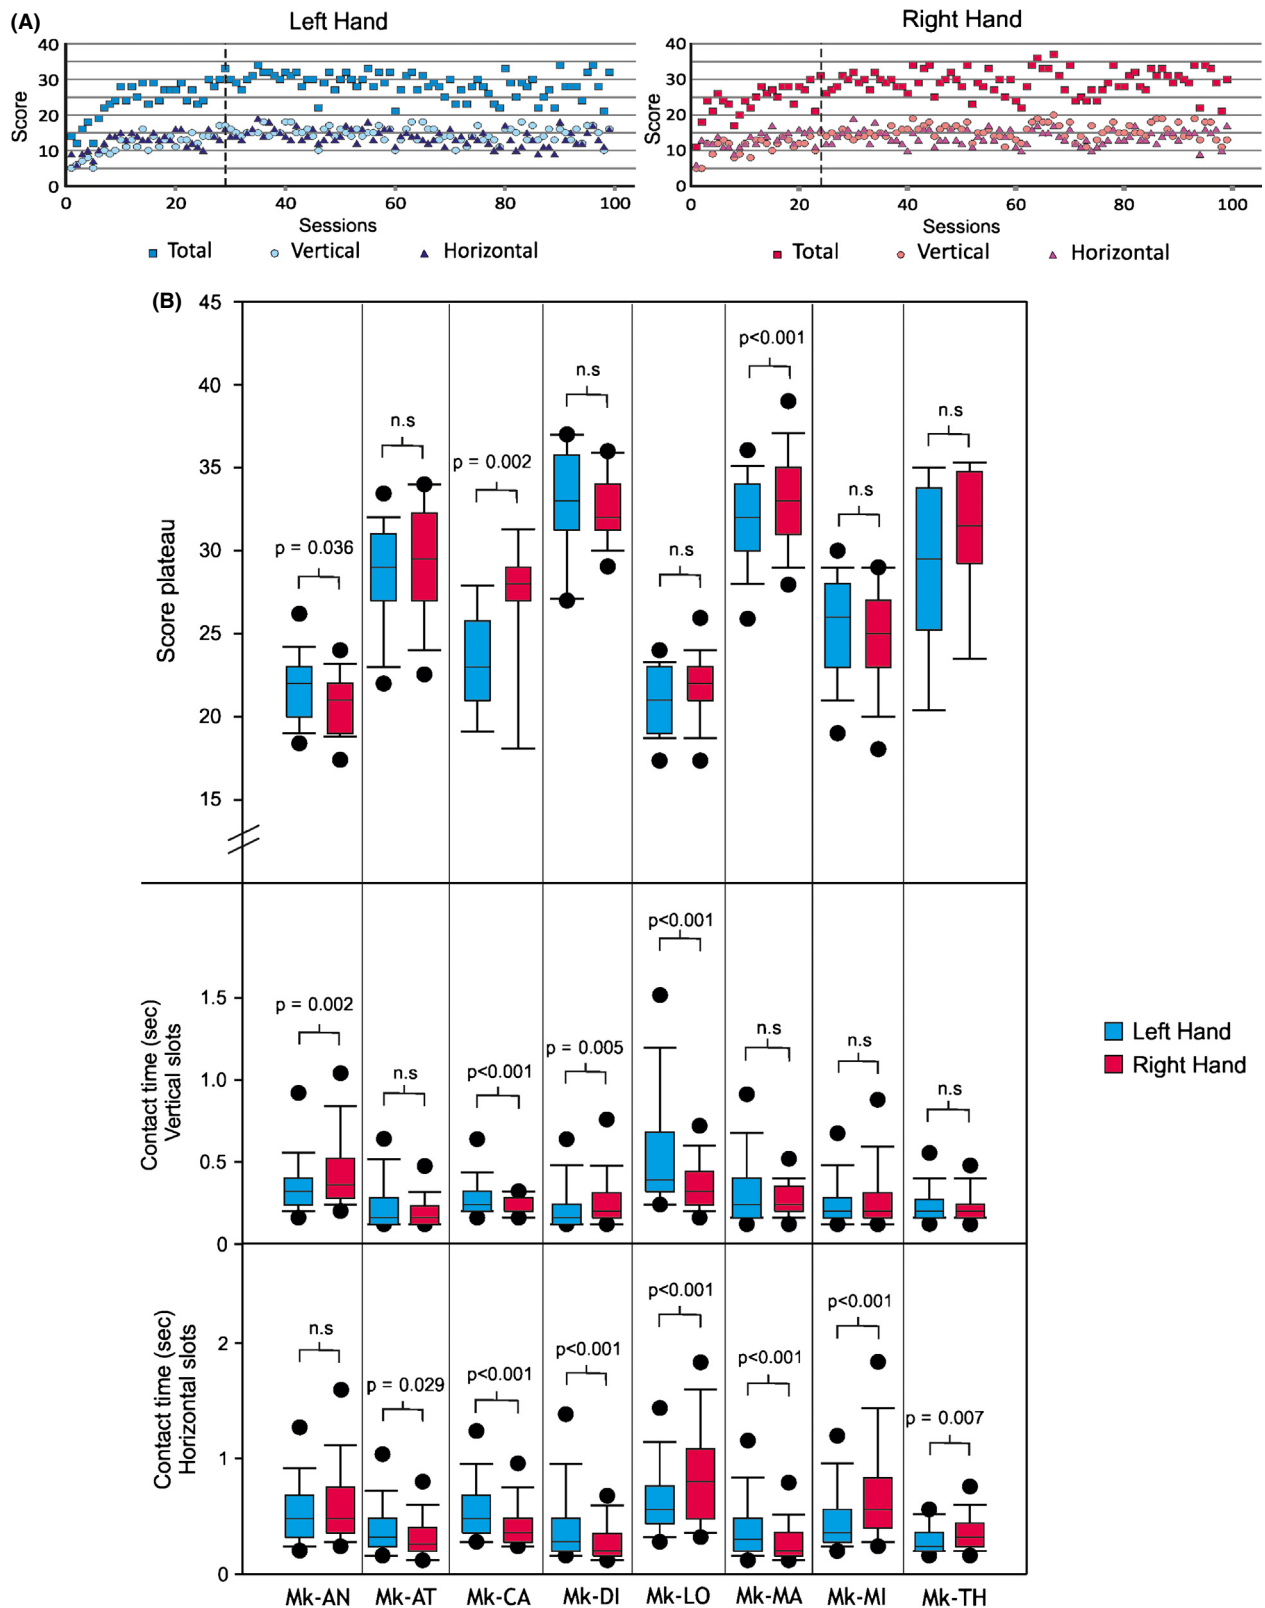 (A)
Left Hand
Right Hand
40
30
20
10
0
Score
0 20 40 60 80 100
Sessions
Total Vertical Horizontal
40
30
20
10
0
Score
0 20 40 60 80 100
Sessions
Total Vertical Horizontal
(B)
45
40
35
30
25
20
15
Score plateau
p = 0.036
n.s
p = 0.002
n.s
n.s
p<0.001
n.s
n.s
1.5
1.0
0.5
0
Contact time (sec)
Vertical slots
p = 0.002
n.s
p<0.001
p = 0.005
p<0.001
n.s
n.s
n.s
Left Hand
Right Hand
2
1
0
Contact time (sec)
Horizontal slots
n.s
p = 0.029
p<0.001
p<0.001
p<0.001
p<0.001
p<0.001
p = 0.007
Mk-AN Mk-AT Mk-CA Mk-DI Mk-LO Mk-MA Mk-MI Mk-TH